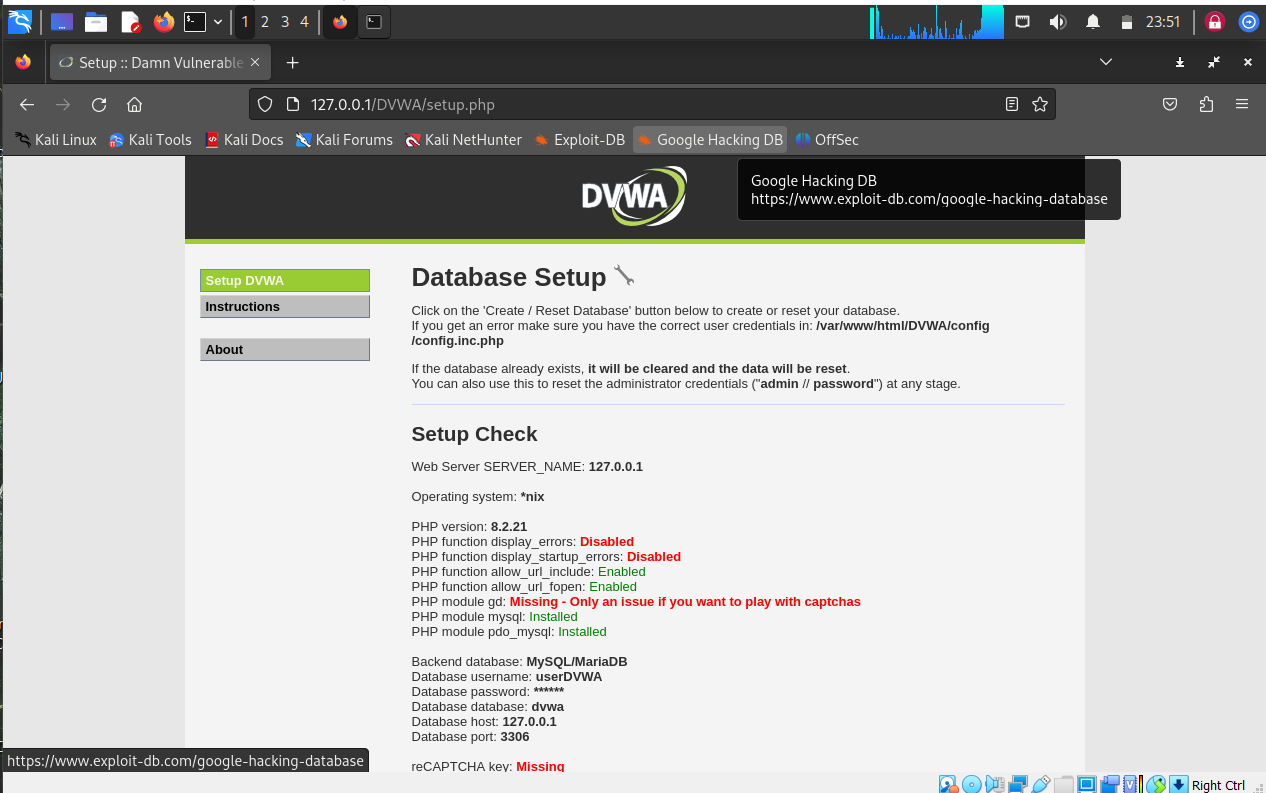 1 2 3 4
23:51
Setup :: Damn Vulnerable
127.0.0.1/DVWA/setup.php
Kali Linux Kali Tools Kali Docs Kali Forums Kali NetHunter Exploit-DB Google Hacking DB OffSec
Google Hacking DB
https://www.exploit-db.com/google-hacking-database
DVWA
Setup DVWA
Instructions
About
Database Setup
Click on the 'Create / Reset Database' button below to create or reset your database.
If you get an error make sure you have the correct user credentials in: /var/www/html/DVWA/config
/config.inc.php
If the database already exists, it will be cleared and the data will be reset.
You can also use this to reset the administrator credentials ("admin // password") at any stage.
Setup Check
Web Server SERVER_NAME: 127.0.0.1
Operating system: *nix
PHP version: 8.2.21
PHP function display_errors: Disabled
PHP function display_startup_errors: Disabled
PHP function allow_url_include: Enabled
PHP function allow_url_fopen: Enabled
PHP module gd: Missing - Only an issue if you want to play with captchas
PHP module mysql: Installed
PHP module pdo_mysql: Installed
Backend database: MySQL/MariaDB
Database username: userDVWA
Database password: ******
Database database: dvwa
Database host: 127.0.0.1
Database port: 3306
reCAPTCHA key: Missing
https://www.exploit-db.com/google-hacking-database
Right Ctrl